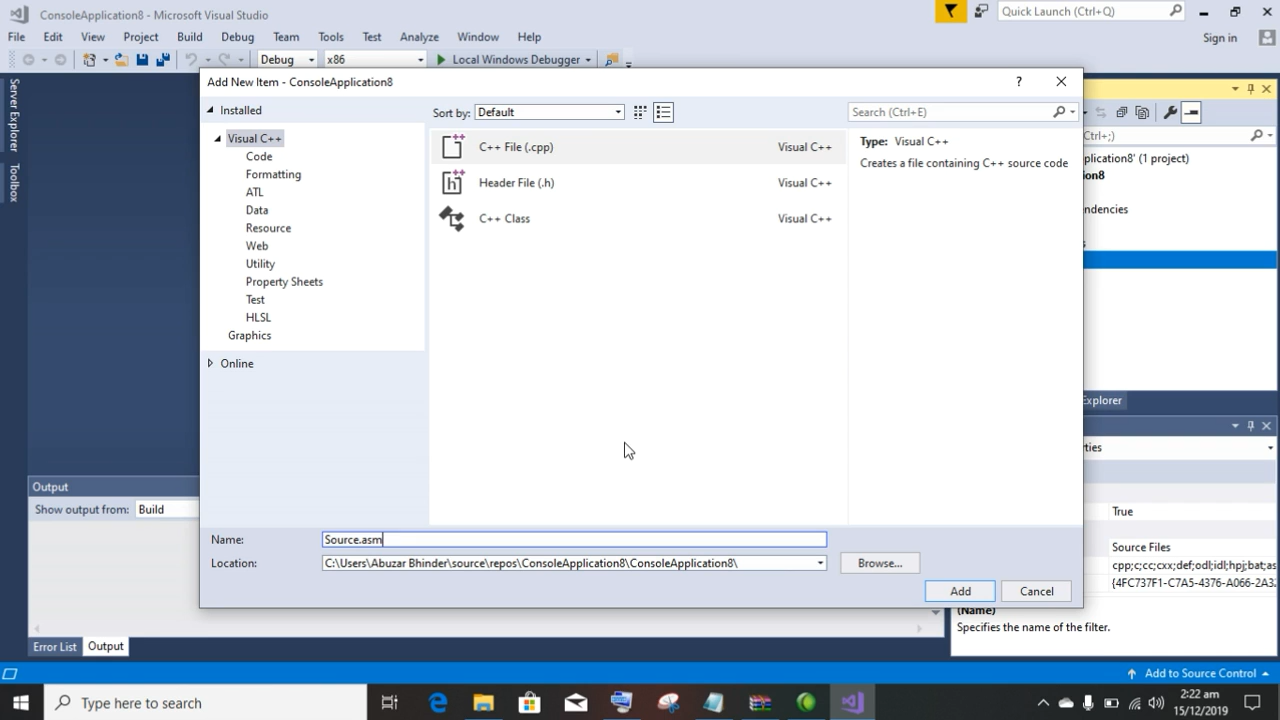 ConsoleApplication8 - Microsoft Visual Studio
Quick Launch (Ctrl+Q)
File Edit View Project Build Debug Team Tools Test Analyze Window Help
Sign in
Debug x86 Local Windows Debugger
Server Explorer
Toolbox
Add New Item - ConsoleApplication8
?
Installed
Visual C++
Code
Formatting
ATL
Data
Resource
Web
Utility
Property Sheets
Test
HLSL
Graphics
Online
Sort by: Default
C++ File (.cpp) Visual C++
Header File (.h) Visual C++
C++ Class Visual C++
Search (Ctrl+E)
Type: Visual C++
Creates a file containing C++ source code
Name: Source.asm
Location: C:\Users\Abuzar Bhinder\source\repos\ConsoleApplication8\ConsoleApplication8\
Browse...
Add Cancel
+;)
plication8' (1 project)
on8
endencies
s
Explorer
ties
True
Source Files
cpp;c;cc;cxx;def;odl;idl;hpj;bat;as
{4FC737F1-C7A5-4376-A066-2A3
(Name)
Specifies the name of the filter.
Output
Show output from: Build
Error List Output
Add to Source Control
Type here to search
2:22 am
15/12/2019